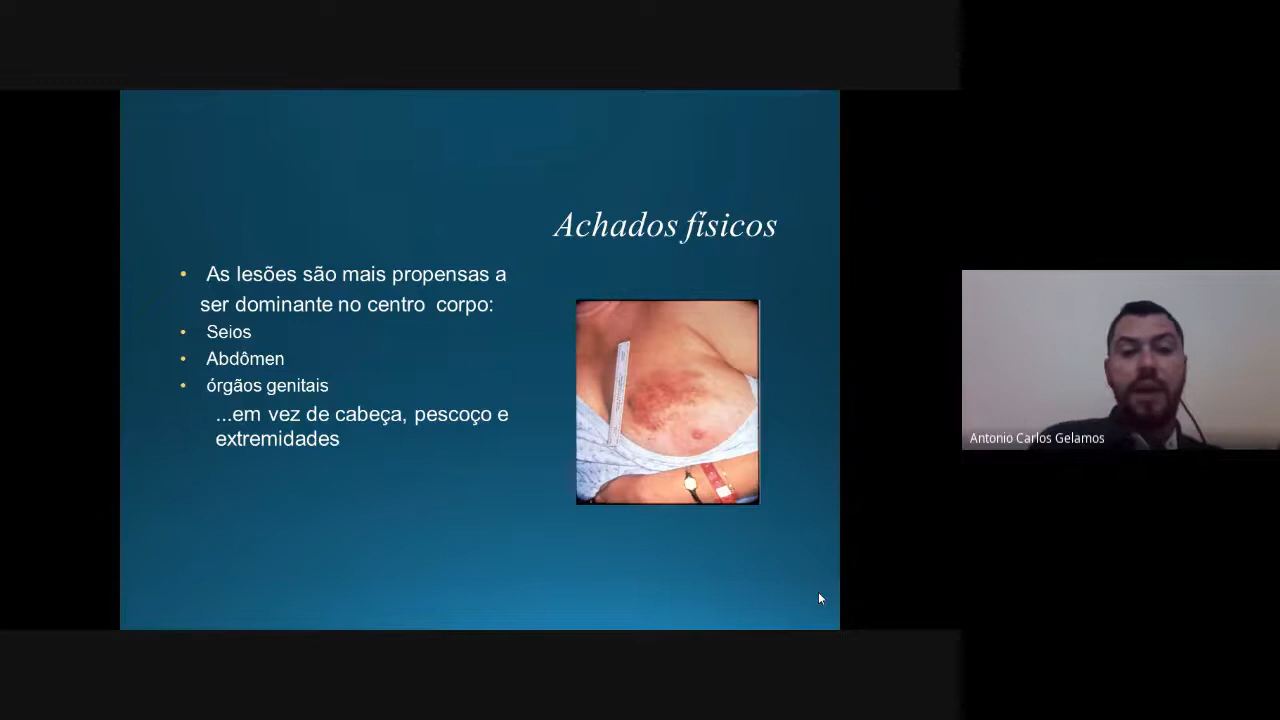 Achados físicos
• As lesões são mais propensas a
ser dominante no centro corpo:
• Seios
• Abdômen
• órgãos genitais
...em vez de cabeça, pescoço e
extremidades
Antonio Carlos Gelamos